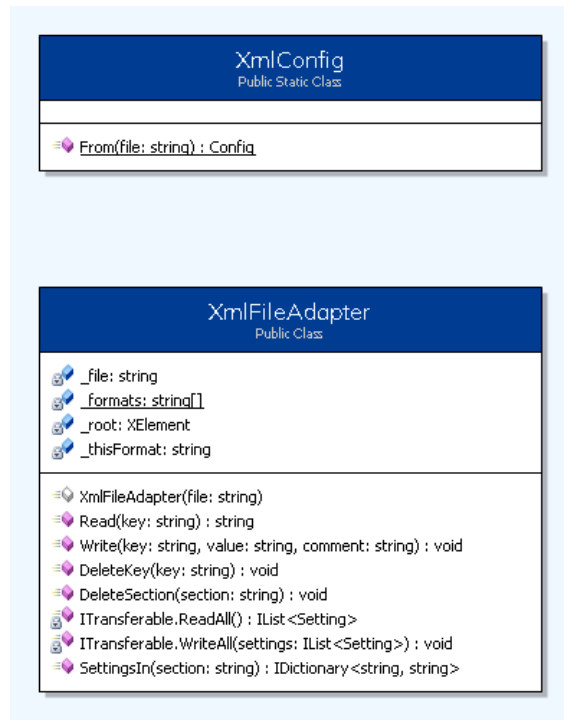 XmlConfig
Public Static Class
From(file: string) : Config
XmlFileAdapter
Public Class
_file: string
_formats: string[]
_root: XElement
_thisFormat: string
XmlFileAdapter(file: string)
Read(key: string) : string
Write(key: string, value: string, comment: string) : void
DeleteKey(key: string) : void
DeleteSection(section: string) : void
ITransferable.ReadAll() : IList<Setting>
ITransferable.WriteAll(settings: IList<Setting>) : void
SettingsIn(section: string) : IDictionary<string, string>